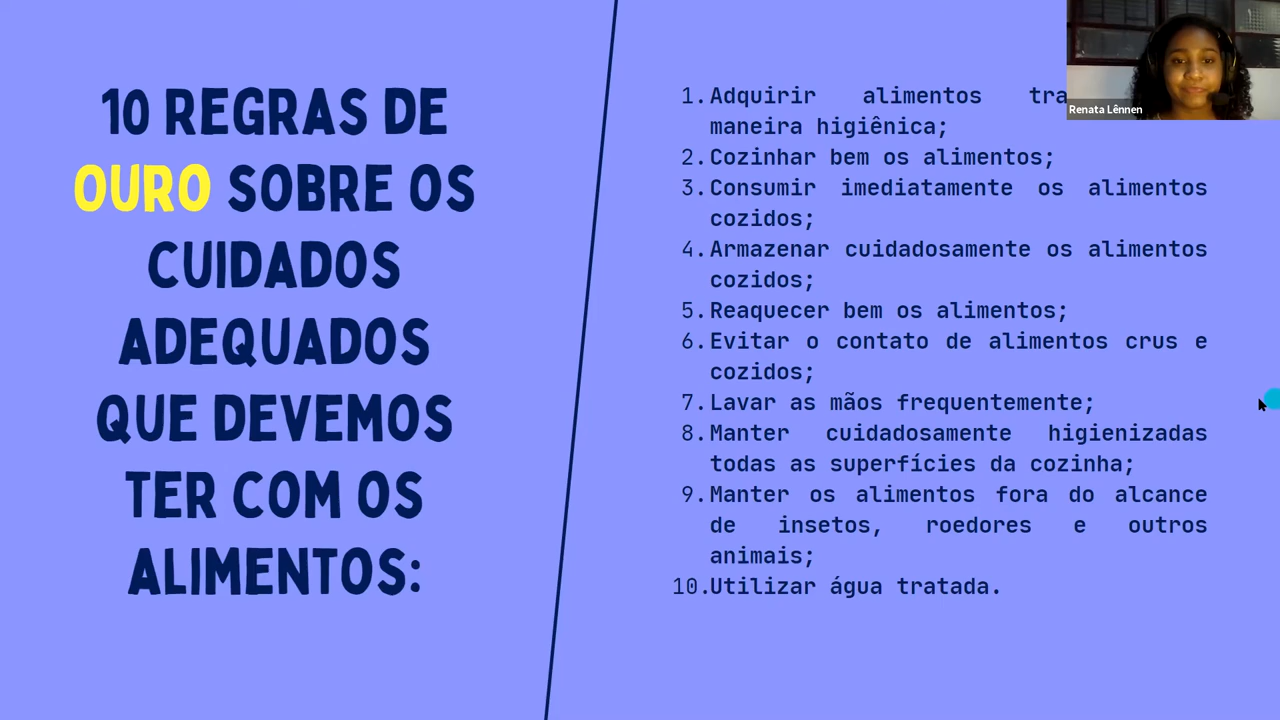 10 REGRAS DE
OURO SOBRE OS
CUIDADOS
ADEQUADOS
QUE DEVEMOS
TER COM OS
ALIMENTOS:
1. Adquirir alimentos
maneira higiênica;
2. Cozinhar bem os alimentos;
3. Consumir imediatamente os alimentos
cozidos;
4. Armazenar cuidadosamente os alimentos
cozidos;
5. Reaquecer bem os alimentos;
6. Evitar o contato de alimentos crus e
cozidos;
7. Lavar as mãos frequentemente;
8. Manter cuidadosamente higienizadas
todas as superfícies da cozinha;
9. Manter os alimentos fora do alcance
de insetos, roedores e outros
animais;
10. Utilizar água tratada.
Renata Lênnen